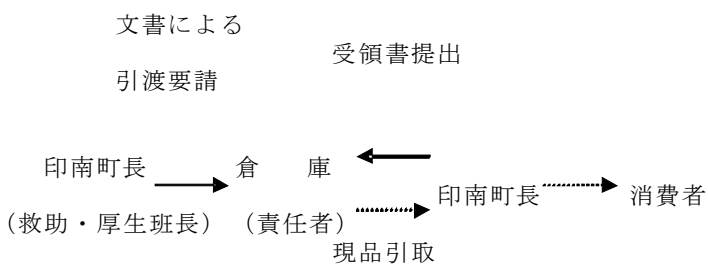 文書による
引渡要請
受領書提出
印南町長　倉　　庫
（救助・厚生班長）（責任者）
印南町長　消費者
現品引取